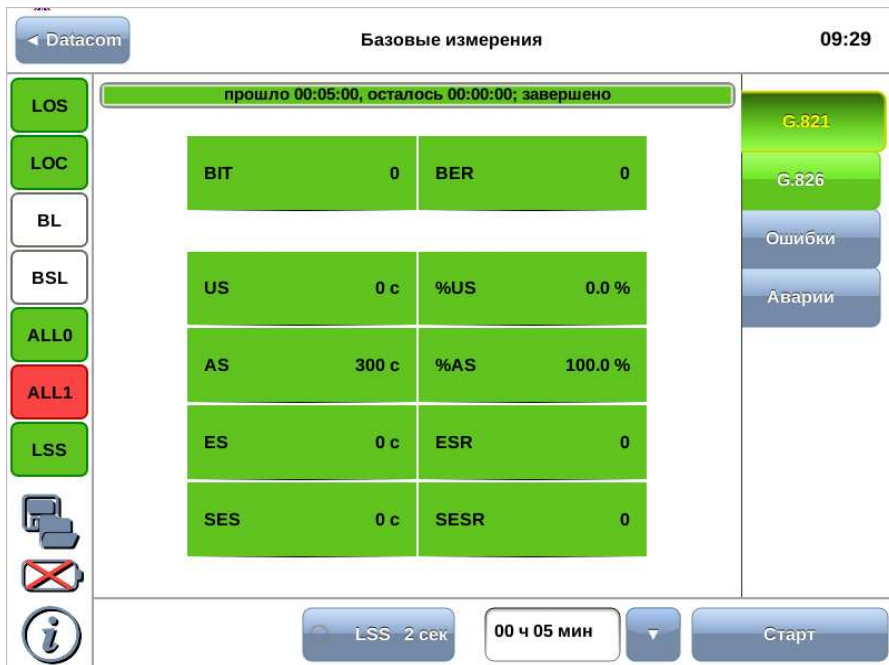 ◄ Datacom
Базовые измерения
09:29
LOS
LOC
BL
BSL
ALL0
ALL1
LSS
прошло 00:05:00, осталось 00:00:00; завершено
BIT 0 BER 0
US 0 с %US 0.0 %
AS 300 с %AS 100.0 %
ES 0 с ESR 0
SES 0 с SESR 0
G.821
G.826
Ошибки
Аварии
i
LSS 2 сек
00 ч 05 мин
▼
Старт